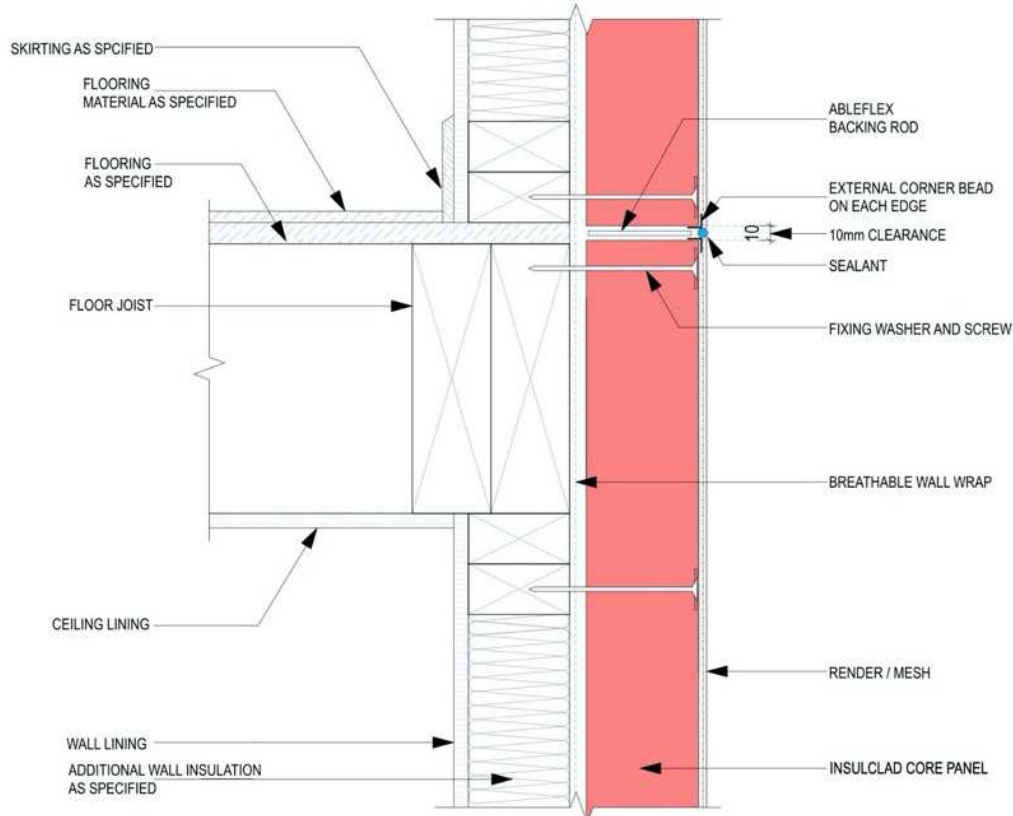 SKIRTING AS SPCIFIED
FLOORING
MATERIAL AS SPECIFIED
FLOORING
AS SPECIFIED
FLOOR JOIST
CEILING LINING
WALL LINING
ADDITIONAL WALL INSULATION
AS SPECIFIED
ABLEFLEX
BACKING ROD
EXTERNAL CORNER BEAD
ON EACH EDGE
10
10mm CLEARANCE
SEALANT
FIXING WASHER AND SCREW
BREATHABLE WALL WRAP
RENDER / MESH
INSULCLAD CORE PANEL